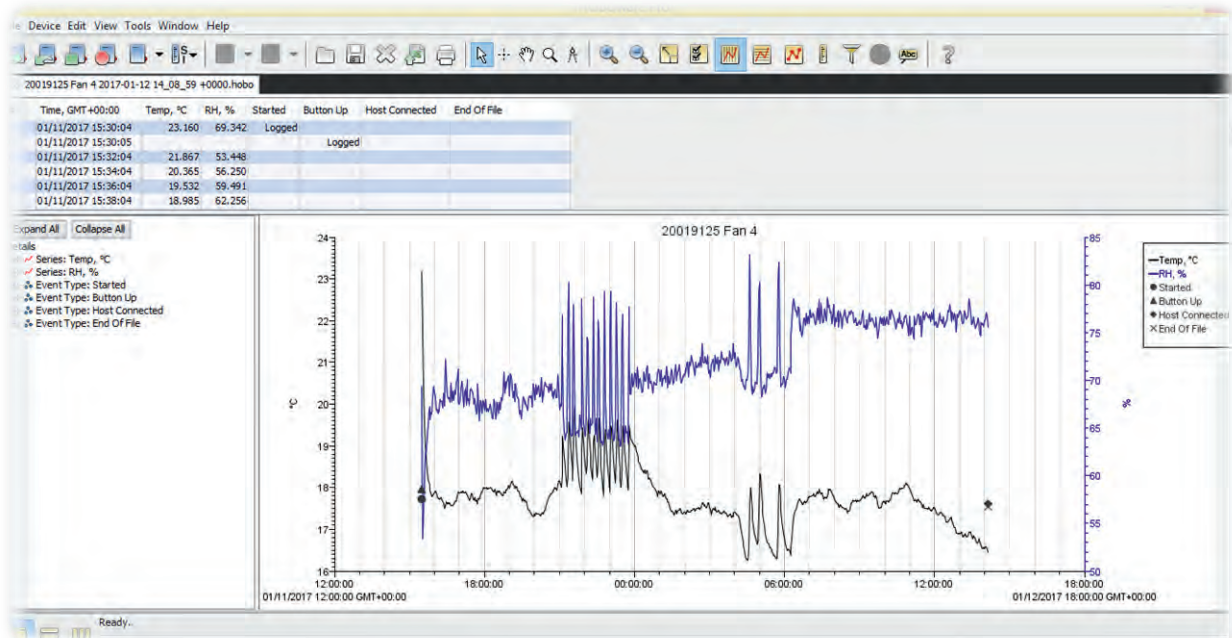 Device Edit View Tools Window Help
Abc
20019125 Fan 4 2017-01-12 14_08_59 +0000.hobo
Time, GMT+00:00 Temp, °C RH, % Started Button Up Host Connected End Of File
01/11/2017 15:30:04 23.160 69.342 Logged
01/11/2017 15:30:05 Logged
01/11/2017 15:32:04 21.867 53.448
01/11/2017 15:34:04 20.365 56.250
01/11/2017 15:36:04 19.532 59.491
01/11/2017 15:38:04 18.985 62.256
Expand All Collapse All
Series: Temp, °C
Series: RH, %
Event Type: Started
Event Type: Button Up
Event Type: Host Connected
Event Type: End Of File
20019125 Fan 4
24
23
22
21
20
19
18
17
16
°C
85
80
75
70
65
60
55
50
%
Temp, °C
RH, %
Started
Button Up
Host Connected
End Of File
12:00:00 18:00:00 00:00:00 06:00:00 12:00:00 18:00:00
01/11/2017 12:00:00 GMT+00:00 01/12/2017 18:00:00 GMT+00:00
Ready..